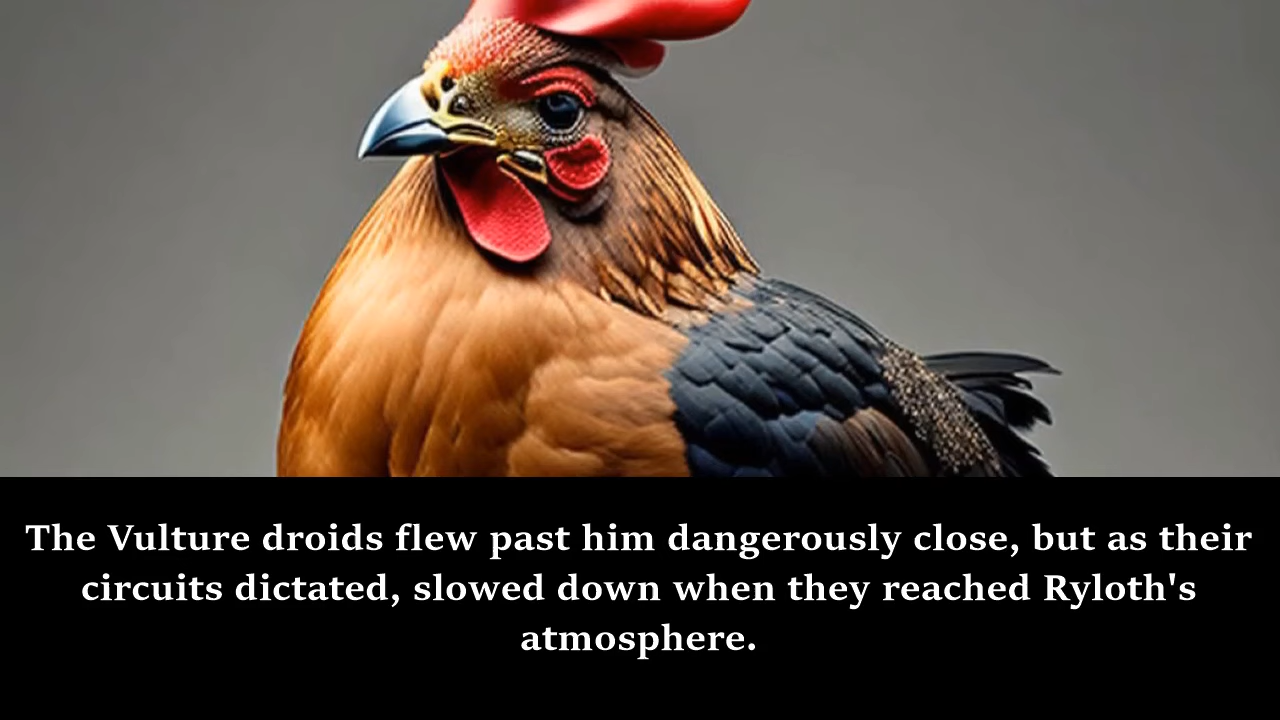 The Vulture droids flew past him dangerously close, but as their
circuits dictated, slowed down when they reached Ryloth's
atmosphere.